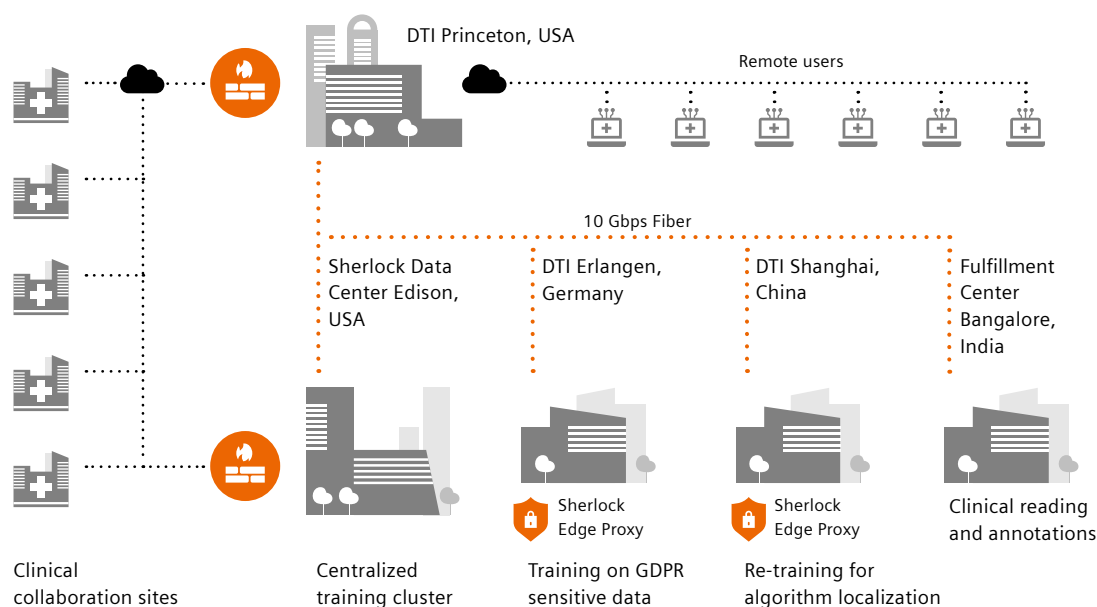 DTI Princeton, USA
Remote users
10 Gbps Fiber
Sherlock Data
Center Edison,
USA
DTI Erlangen,
Germany
DTI Shanghai,
China
Fulfillment
Center
Bangalore,
India
Sherlock
Edge Proxy
Sherlock
Edge Proxy
Clinical reading
and annotations
Clinical
collaboration sites
Centralized
training cluster
Training on GDPR
sensitive data
Re-training for
algorithm localization